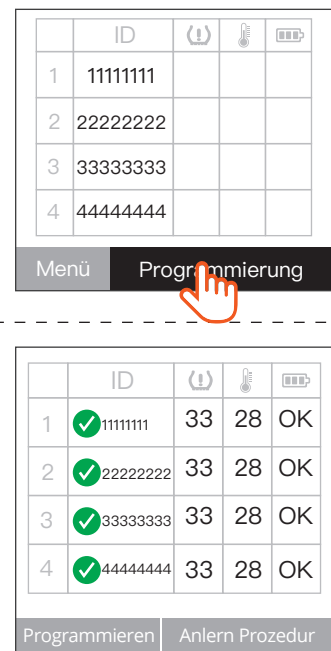 ID
1 11111111
2 22222222
3 33333333
4 44444444
Menü Programmierung
ID
1 11111111 33 28 OK
2 22222222 33 28 OK
3 33333333 33 28 OK
4 44444444 33 28 OK
Programmieren Anlern Prozedur